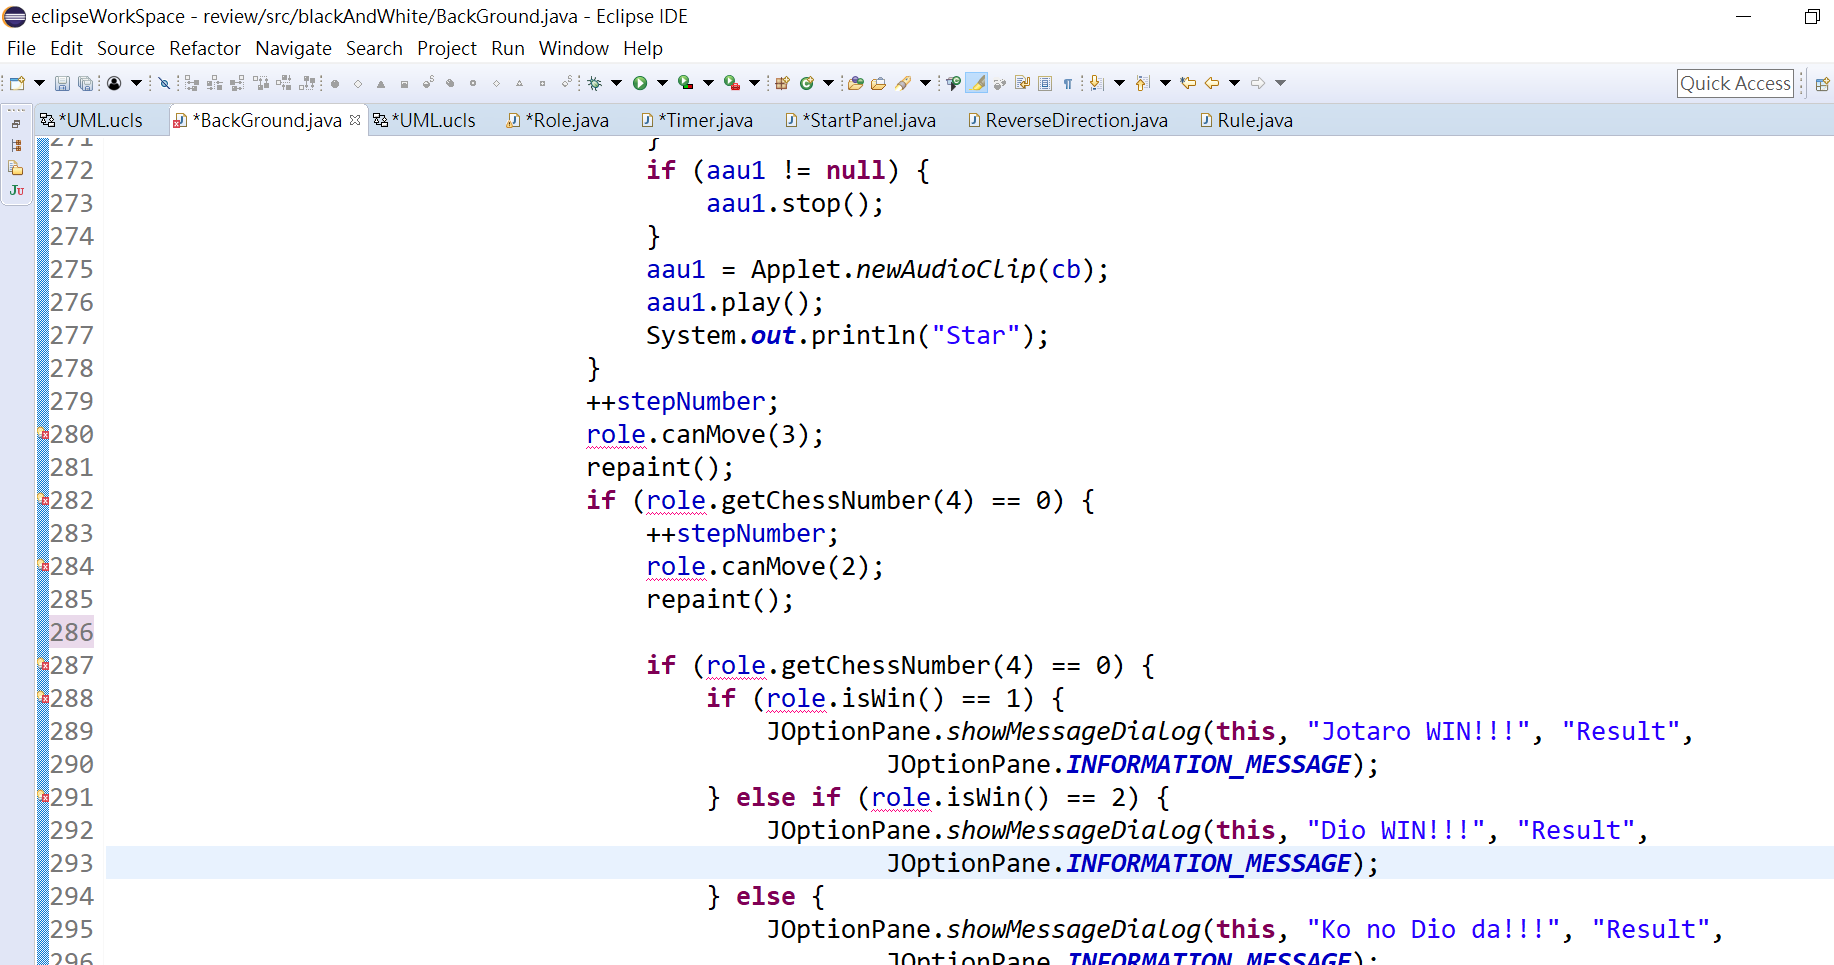 eclipseWorkSpace - review/src/blackAndWhite/BackGround.java - Eclipse IDE
File Edit Source Refactor Navigate Search Project Run Window Help
Quick Access
*UML.ucls *BackGround.java *UML.ucls *Role.java *Timer.java *StartPanel.java ReverseDirection.java Rule.java
271 }
272 if (aau1 != null) {
273 aau1.stop();
274 }
275 aau1 = Applet.newAudioClip(cb);
276 aau1.play();
277 System.out.println("Star");
278 }
279 ++stepNumber;
280 role.canMove(3);
281 repaint();
282 if (role.getChessNumber(4) == 0) {
283 ++stepNumber;
284 role.canMove(2);
285 repaint();
286
287 if (role.getChessNumber(4) == 0) {
288 if (role.isWin() == 1) {
289 JOptionPane.showMessageDialog(this, "Jotaro WIN!!!", "Result",
290 JOptionPane.INFORMATION_MESSAGE);
291 } else if (role.isWin() == 2) {
292 JOptionPane.showMessageDialog(this, "Dio WIN!!!", "Result",
293 JOptionPane.INFORMATION_MESSAGE);
294 } else {
295 JOptionPane.showMessageDialog(this, "Ko no Dio da!!!", "Result",
296 JOptionPane.INFORMATION_MESSAGE);